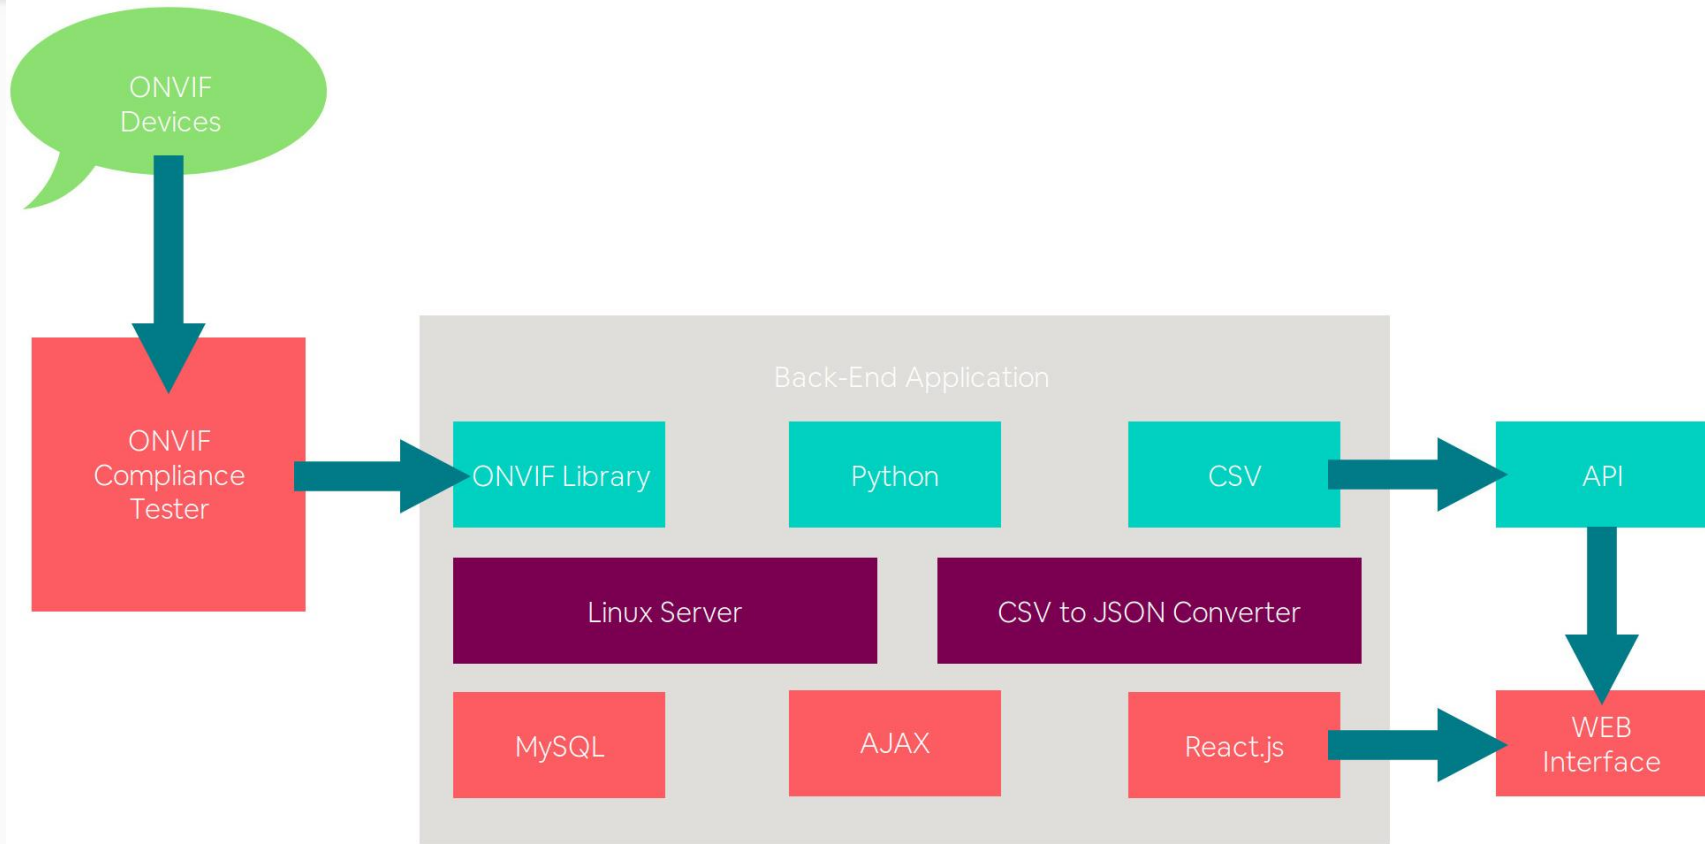 ONVIF
Devices
Back-End Application
ONVIF
Compliance
Tester
ONVIF Library
Python
CSV
API
Linux Server
CSV to JSON Converter
MySQL
AJAX
React.js
WEB
Interface